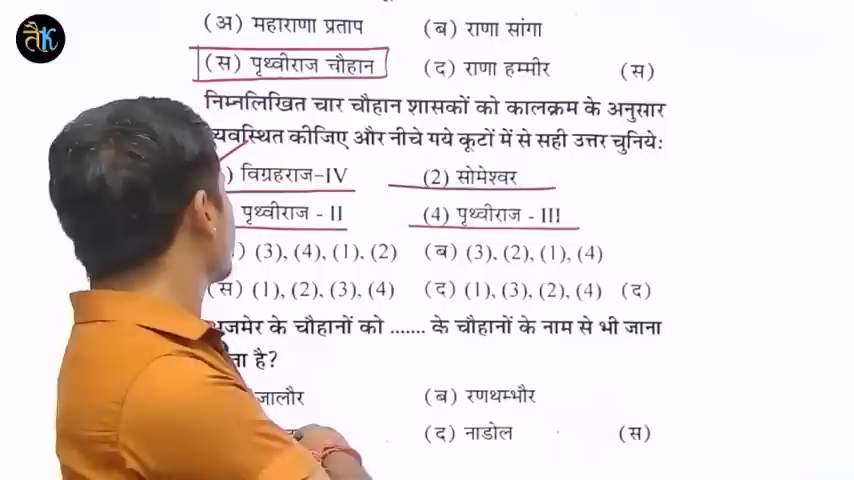 तैK
(अ) महाराणा प्रताप (ब) राणा सांगा
(स) पृथ्वीराज चौहान (द) राणा हम्मीर (स)
निम्नलिखित चार चौहान शासकों को कालक्रम के अनुसार
व्यवस्थित कीजिए और नीचे गये कूटों में से सही उत्तर चुनिये:
) विग्रहराज-IV (2) सोमेश्वर
पृथ्वीराज - II (4) पृथ्वीराज - III
) (3), (4), (1), (2) (ब) (3), (2), (1), (4)
(स) (1), (2), (3), (4) (द) (1), (3), (2), (4) (द)
अजमेर के चौहानों को ....... के चौहानों के नाम से भी जाना
है?
जालौर (ब) रणथम्भौर
(द) नाडोल (स)